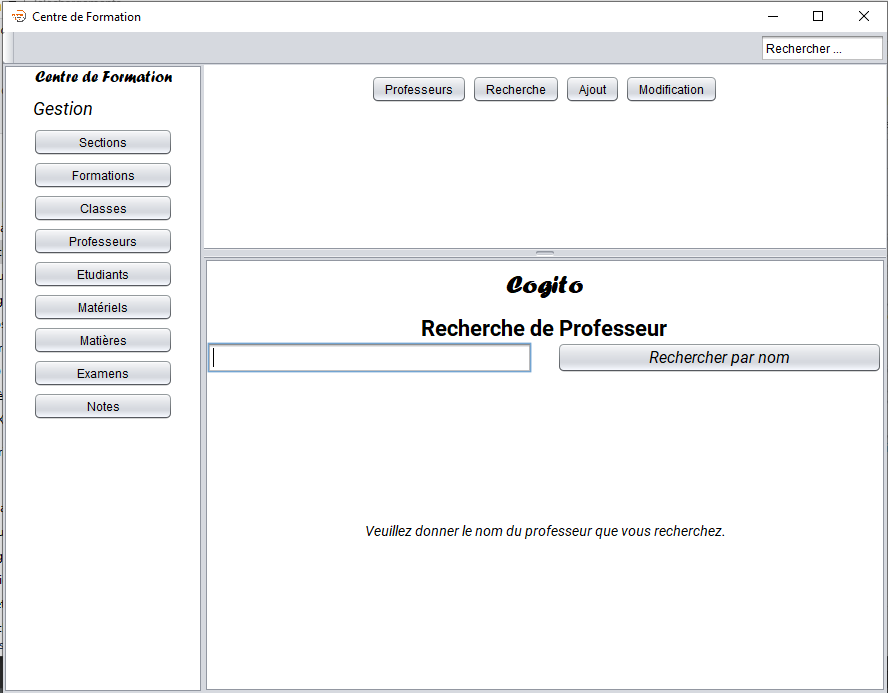 Centre de Formation
Rechercher ...
Centre de Formation
Gestion
Sections
Formations
Classes
Professeurs
Etudiants
Matériels
Matières
Examens
Notes
Professeurs Recherche Ajout Modification
Cogito
Recherche de Professeur
Rechercher par nom
Veuillez donner le nom du professeur que vous recherchez.